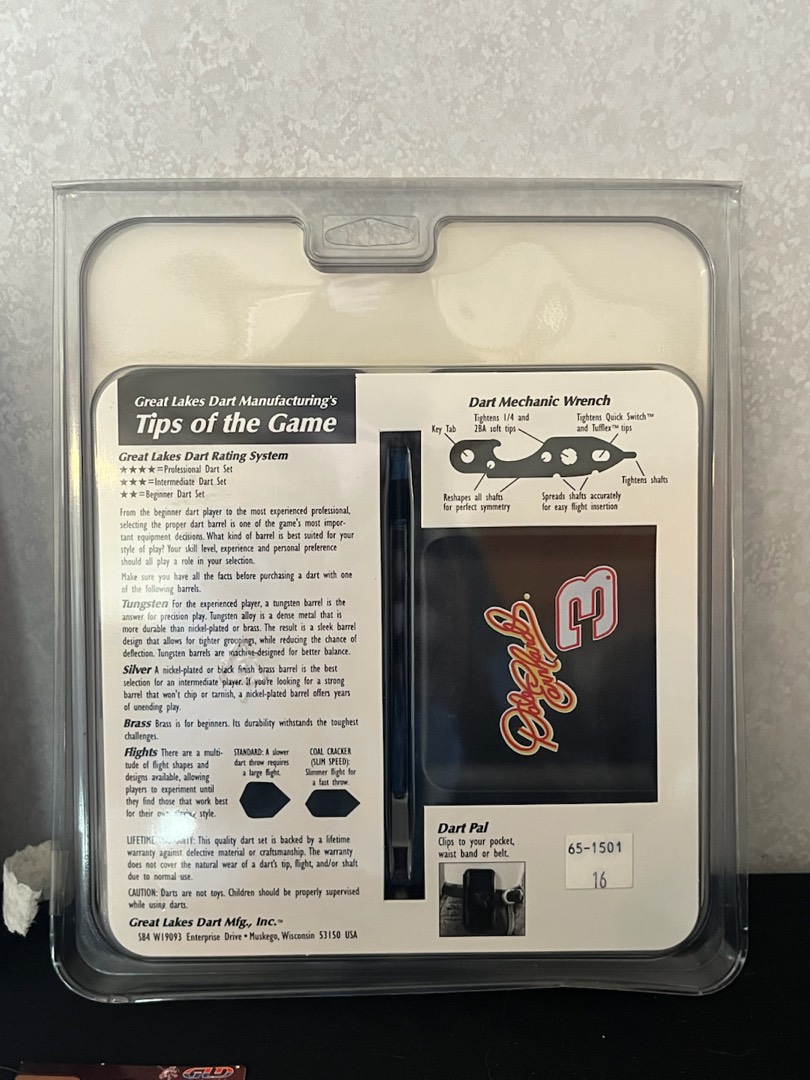 Great Lakes Dart Manufacturing's
Tips of the Game
Great Lakes Dart Rating System
★★★★=Professional Dart Set
★★★=Intermediate Dart Set
★★=Beginner Dart Set
From the beginner dart player to the most experienced professional,
selecting the proper dart barrel is one of the game's most impor-
tant equipment decisions. What kind of barrel is best suited for your
style of play? Your skill level, experience and personal preference
should all play a role in your selection.
Make sure you have all the facts before purchasing a dart with one
of the following barrels.
Tungsten For the experienced player, a tungsten barrel is the
answer for precision play. Tungsten alloy is a dense metal that is
more durable than nickel-plated or brass. The result is a sleek barrel
design that allows for tighter groupings, while reducing the chance of
deflection. Tungsten barrels are machine-designed for better balance.
Silver A nickel-plated or black finish brass barrel is the best
selection for an intermediate player. If you're looking for a strong
barrel that won't chip or tarnish, a nickel-plated barrel offers years
of unending play.
Brass Brass is for beginners. Its durability withstands the toughest
challenges.
Flights There are a multi-
tude of flight shapes and
designs available, allowing
players to experiment until
they find those that work best
for their own style.
STANDARD: A slower
dart throw requires
a large flight.
COAL CRACKER
(SLIM SPEED):
Slimmer flight for
a fast throw.
LIFETIME This quality dart set is backed by a lifetime
warranty against defective material or craftsmanship. The warranty
does not cover the natural wear of a dart's tip, flight, and/or shaft
due to normal use.
CAUTION: Darts are not toys. Children should be properly supervised
while using darts.
Great Lakes Dart Mfg., Inc.™
S84 W19093 Enterprise Drive • Muskego, Wisconsin 53150 USA
Dart Mechanic Wrench
Key Tab
Tightens 1/4 and
2BA soft tips
Tightens Quick Switch™
and Tufflex™ tips
Tightens shafts
Reshapes all shafts
for perfect symmetry
Spreads shafts accurately
for easy flight insertion
Dale Earnhardt
3
Dart Pal
Clips to your pocket,
waist band or belt.
65-1501
16
GLD